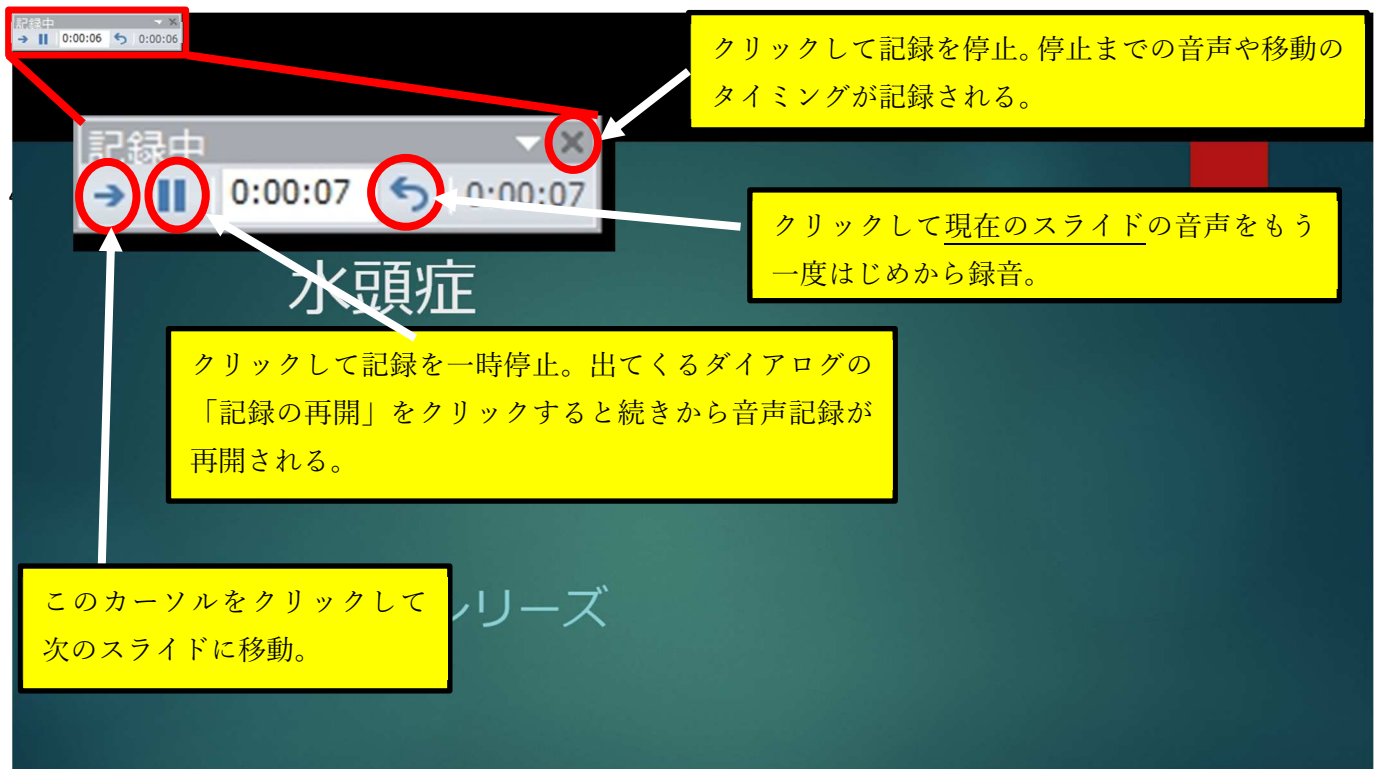 記録中
0:00:06 0:00:06
クリックして記録を停止。停止までの音声や移動の
タイミングが記録される。
記録中
0:00:07 0:00:07
クリックして現在のスライドの音声をもう
一度はじめから録音。
水頭症
クリックして記録を一時停止。出てくるダイアログの
「記録の再開」をクリックすると続きから音声記録が
再開される。
このカーソルをクリックして
次のスライドに移動。
リーズ